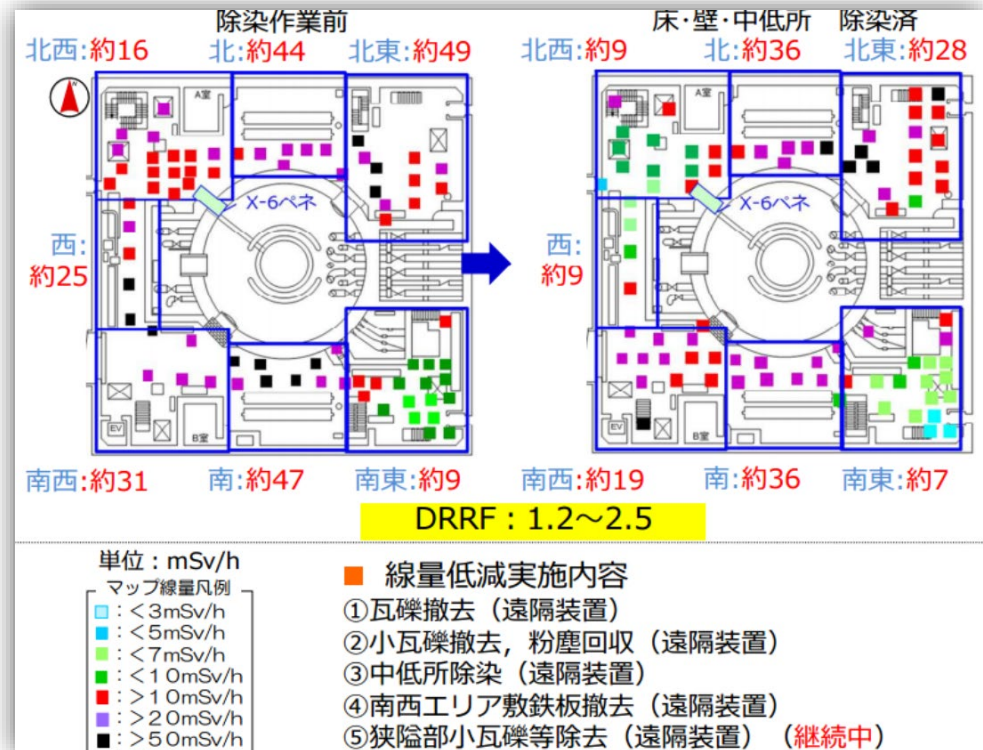 除染作業前
床・壁・中低所 除染済
北西:約16 北:約44 北東:約49
北西:約9 北:約36 北東:約28
N
A室
A室
X-6ペネ
X-6ペネ
西:
約25
西:
約9
EV
B室
EV
B室
南西:約31 南:約47 南東:約9
南西:約19 南:約36 南東:約7
DRRF：1.2～2.5
単位：mSv/h
マップ線量凡例
：＜3mSv/h
：＜5mSv/h
：＜7mSv/h
：＜10mSv/h
：＞10mSv/h
：＞20mSv/h
：＞50mSv/h
■ 線量低減実施内容
①瓦礫撤去（遠隔装置）
②小瓦礫撤去，粉塵回収（遠隔装置）
③中低所除染（遠隔装置）
④南西エリア敷鉄板撤去（遠隔装置）
⑤狭隘部小瓦礫等除去（遠隔装置）（継続中）